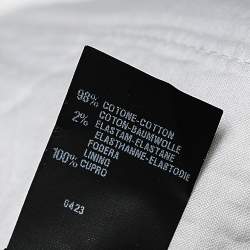 98% COTONE-COTTON
COTON-BAUMWOLLE
2% ELASTAM-ELASTANE
ELASTHANNE-ELASTODIE
FODERA
LINING
100% CUPRO
6423